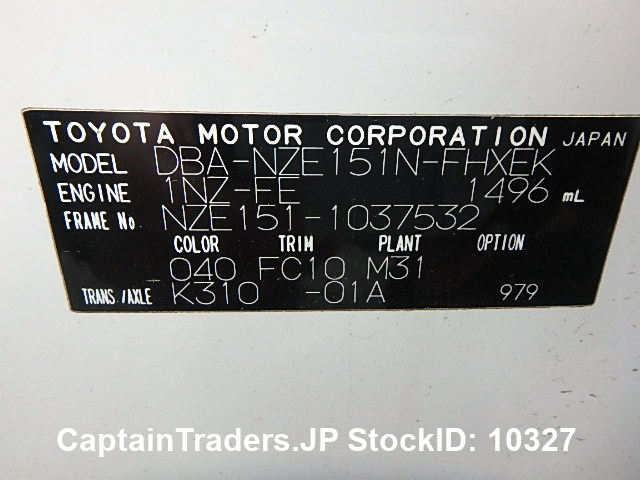 TOYOTA MOTOR CORPORATION JAPAN
MODEL DBA-NZE151N-FHXEK
ENGINE 1NZ-FE 1496 mL
FRAME No. NZE151-1037532
COLOR TRIM PLANT OPTION
040 FC10 M31
TRANS./AXLE K310 -01A 979
CaptainTraders.JP StockID: 10327